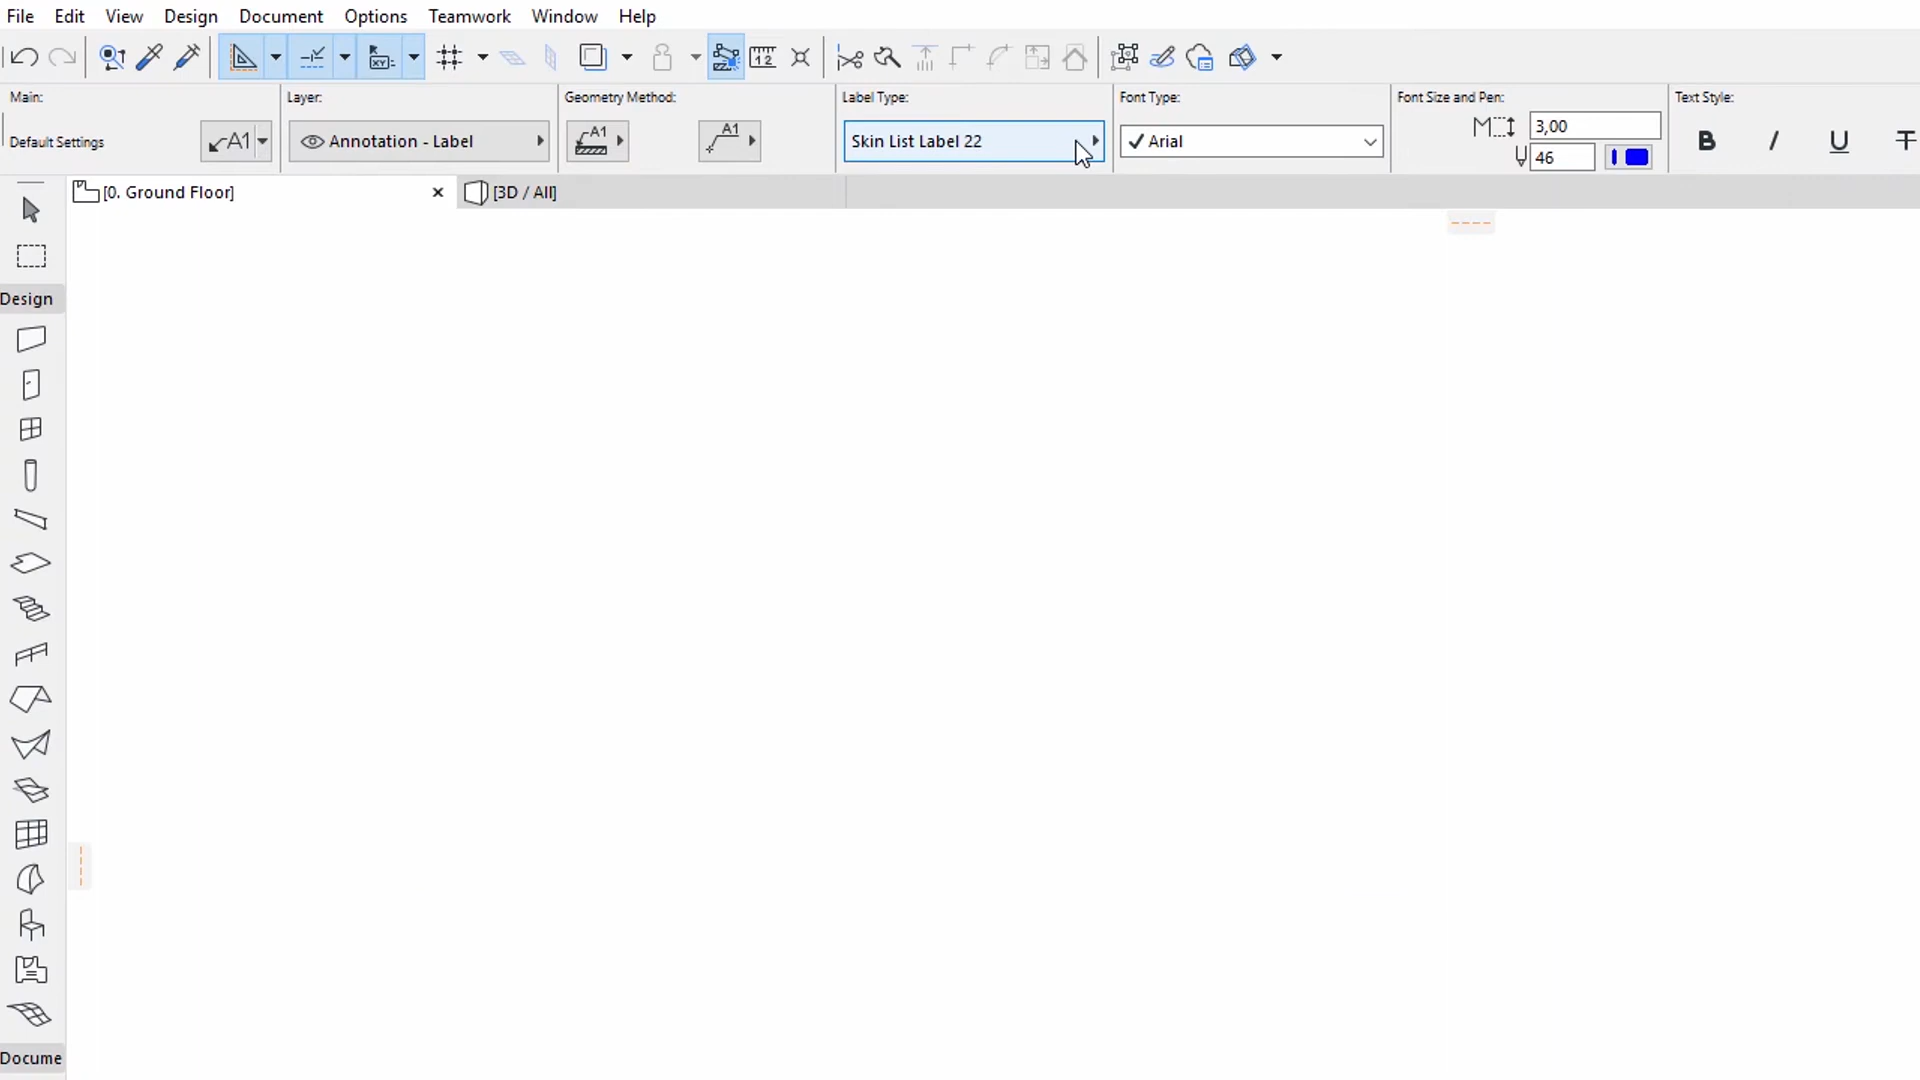 File Edit View Design Document Options Teamwork Window Help
XY: 12
Main: Layer: Geometry Method: Label Type: Font Type: Font Size and Pen: Text Style:
Default Settings A1 Annotation - Label A1 A1 Skin List Label 22 Arial M 3,00 B I U T
46
[0. Ground Floor] [3D / All]
Design
Docume